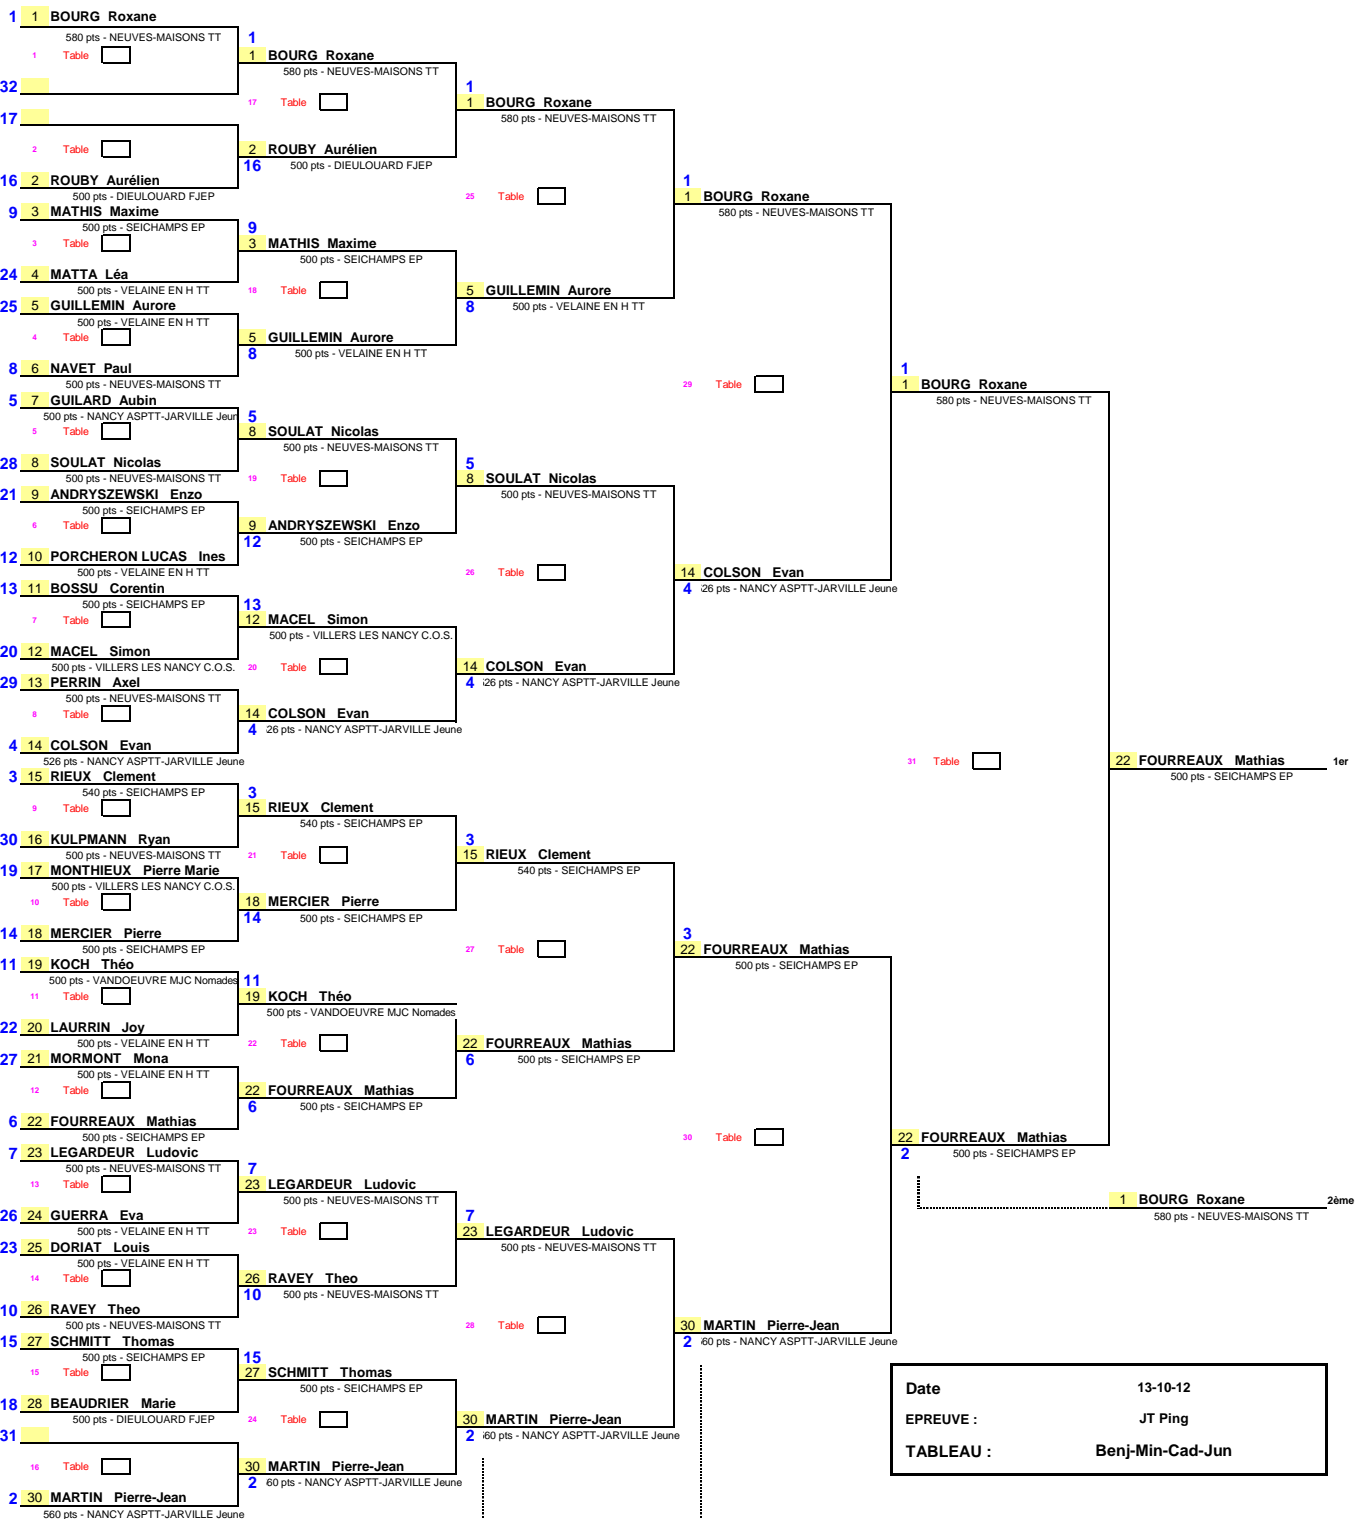 1 1 BOURG Roxane
580 pts - NEUVES-MAISONS TT
1 Table
32
17
2 Table
16 2 ROUBY Aurélien
500 pts - DIEULOUARD FJEP
9 3 MATHIS Maxime
500 pts - SEICHAMPS EP
3 Table
24 4 MATTA Léa
500 pts - VELAINE EN H TT
25 5 GUILLEMIN Aurore
500 pts - VELAINE EN H TT
4 Table
8 6 NAVET Paul
500 pts - NEUVES-MAISONS TT
5 7 GUILARD Aubin
500 pts - NANCY ASPTT-JARVILLE Jeun
5 Table
28 8 SOULAT Nicolas
500 pts - NEUVES-MAISONS TT
21 9 ANDRYSZEWSKI Enzo
500 pts - SEICHAMPS EP
6 Table
12 10 PORCHERON LUCAS Ines
500 pts - VELAINE EN H TT
13 11 BOSSU Corentin
500 pts - SEICHAMPS EP
7 Table
20 12 MACEL Simon
500 pts - VILLERS LES NANCY C.O.S.
29 13 PERRIN Axel
500 pts - NEUVES-MAISONS TT
8 Table
4 14 COLSON Evan
526 pts - NANCY ASPTT-JARVILLE Jeune
3 15 RIEUX Clement
540 pts - SEICHAMPS EP
9 Table
30 16 KULPMANN Ryan
500 pts - NEUVES-MAISONS TT
19 17 MONTHIEUX Pierre Marie
500 pts - VILLERS LES NANCY C.O.S.
10 Table
14 18 MERCIER Pierre
500 pts - SEICHAMPS EP
11 19 KOCH Théo
500 pts - VANDOEUVRE MJC Nomades
11 Table
22 20 LAURRIN Joy
500 pts - VELAINE EN H TT
27 21 MORMONT Mona
500 pts - VELAINE EN H TT
12 Table
6 22 FOURREAUX Mathias
500 pts - SEICHAMPS EP
7 23 LEGARDEUR Ludovic
500 pts - NEUVES-MAISONS TT
13 Table
26 24 GUERRA Eva
500 pts - VELAINE EN H TT
23 25 DORIAT Louis
500 pts - VELAINE EN H TT
14 Table
10 26 RAVEY Theo
500 pts - NEUVES-MAISONS TT
15 27 SCHMITT Thomas
500 pts - SEICHAMPS EP
15 Table
18 28 BEAUDRIER Marie
500 pts - DIEULOUARD FJEP
31
16 Table
2 30 MARTIN Pierre-Jean
560 pts - NANCY ASPTT-JARVILLE Jeune
1
1 BOURG Roxane
580 pts - NEUVES-MAISONS TT
17 Table
2 ROUBY Aurélien
16 500 pts - DIEULOUARD FJEP
9
3 MATHIS Maxime
500 pts - SEICHAMPS EP
18 Table
5 GUILLEMIN Aurore
8 500 pts - VELAINE EN H TT
5
8 SOULAT Nicolas
500 pts - NEUVES-MAISONS TT
19 Table
9 ANDRYSZEWSKI Enzo
12 500 pts - SEICHAMPS EP
13
12 MACEL Simon
500 pts - VILLERS LES NANCY C.O.S.
20 Table
14 COLSON Evan
4 26 pts - NANCY ASPTT-JARVILLE Jeune
3
15 RIEUX Clement
540 pts - SEICHAMPS EP
21 Table
18 MERCIER Pierre
14 500 pts - SEICHAMPS EP
11
19 KOCH Théo
500 pts - VANDOEUVRE MJC Nomades
22 Table
22 FOURREAUX Mathias
6 500 pts - SEICHAMPS EP
7
23 LEGARDEUR Ludovic
500 pts - NEUVES-MAISONS TT
23 Table
26 RAVEY Theo
10 500 pts - NEUVES-MAISONS TT
15
27 SCHMITT Thomas
500 pts - SEICHAMPS EP
24 Table
30 MARTIN Pierre-Jean
2 60 pts - NANCY ASPTT-JARVILLE Jeune
1
1 BOURG Roxane
580 pts - NEUVES-MAISONS TT
25 Table
5 GUILLEMIN Aurore
8 500 pts - VELAINE EN H TT
5
8 SOULAT Nicolas
500 pts - NEUVES-MAISONS TT
26 Table
14 COLSON Evan
4 26 pts - NANCY ASPTT-JARVILLE Jeune
3
15 RIEUX Clement
540 pts - SEICHAMPS EP
27 Table
22 FOURREAUX Mathias
6 500 pts - SEICHAMPS EP
7
23 LEGARDEUR Ludovic
500 pts - NEUVES-MAISONS TT
28 Table
30 MARTIN Pierre-Jean
2 60 pts - NANCY ASPTT-JARVILLE Jeune
1
1 BOURG Roxane
580 pts - NEUVES-MAISONS TT
29 Table
14 COLSON Evan
4 26 pts - NANCY ASPTT-JARVILLE Jeune
3
22 FOURREAUX Mathias
500 pts - SEICHAMPS EP
30 Table
30 MARTIN Pierre-Jean
2 60 pts - NANCY ASPTT-JARVILLE Jeune
1
1 BOURG Roxane
580 pts - NEUVES-MAISONS TT
31 Table
22 FOURREAUX Mathias
2 500 pts - SEICHAMPS EP
22 FOURREAUX Mathias 1er
500 pts - SEICHAMPS EP
1 BOURG Roxane 2ème
580 pts - NEUVES-MAISONS TT
Date 13-10-12
EPREUVE : JT Ping
TABLEAU : Benj-Min-Cad-Jun